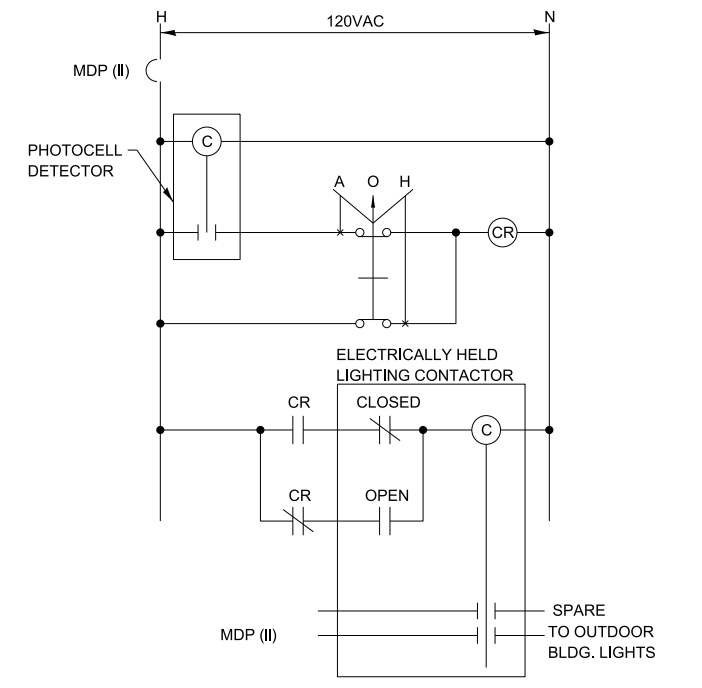 H
120VAC
N
MDP (II)
C
PHOTOCELL
DETECTOR
A O H
CR
ELECTRICALLY HELD
LIGHTING CONTACTOR
CR
CLOSED
C
CR
OPEN
SPARE
MDP (II)
TO OUTDOOR
BLDG. LIGHTS